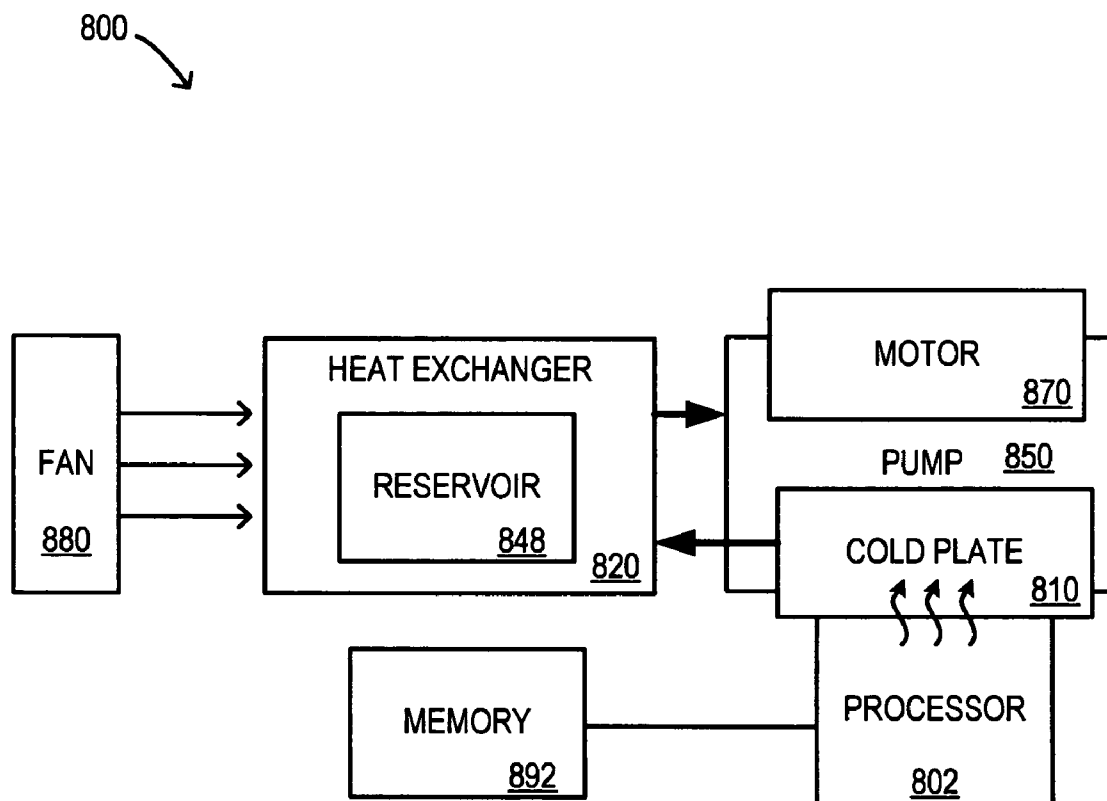 800
MOTOR
870
HEAT EXCHANGER
FAN
880
RESERVOIR
848
820
PUMP 850
COLD PLATE
810
MEMORY
892
PROCESSOR
802